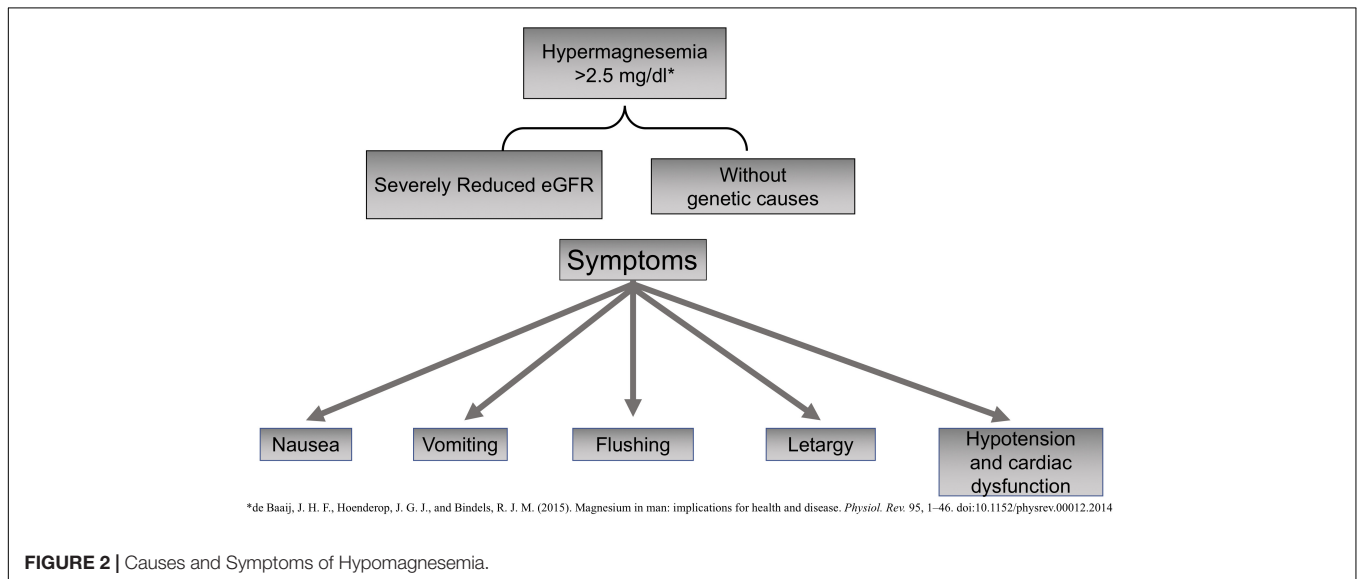 Hypermagnesemia
>2.5 mg/dl*
Severely Reduced eGFR
Without
genetic causes
Symptoms
Nausea
Vomiting
Flushing
Letargy
Hypotension
and cardiac
dysfunction
*de Baaij, J. H. F., Hoenderop, J. G. J., and Bindels, R. J. M. (2015). Magnesium in man: implications for health and disease. Physiol. Rev. 95, 1–46. doi:10.1152/physrev.00012.2014
FIGURE 2 | Causes and Symptoms of Hypomagnesemia.